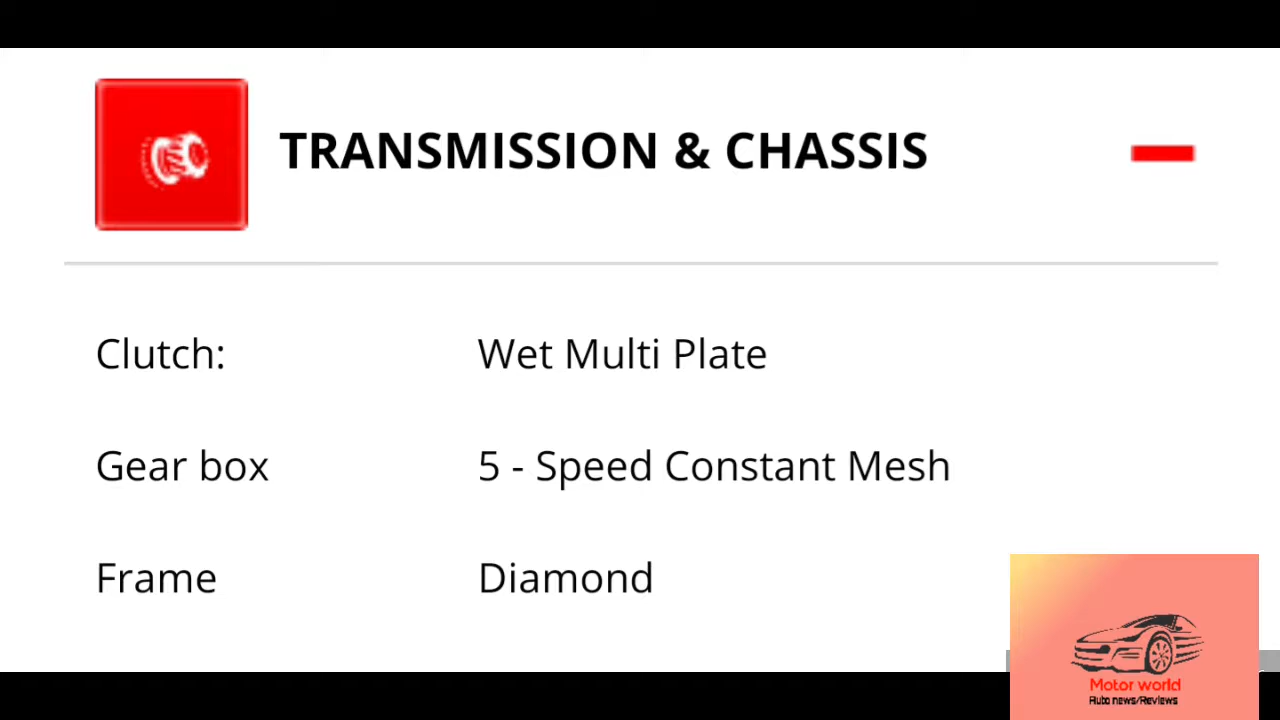 TRANSMISSION & CHASSIS
Clutch: Wet Multi Plate
Gear box 5 - Speed Constant Mesh
Frame Diamond
Motor world
Auto news/Reviews